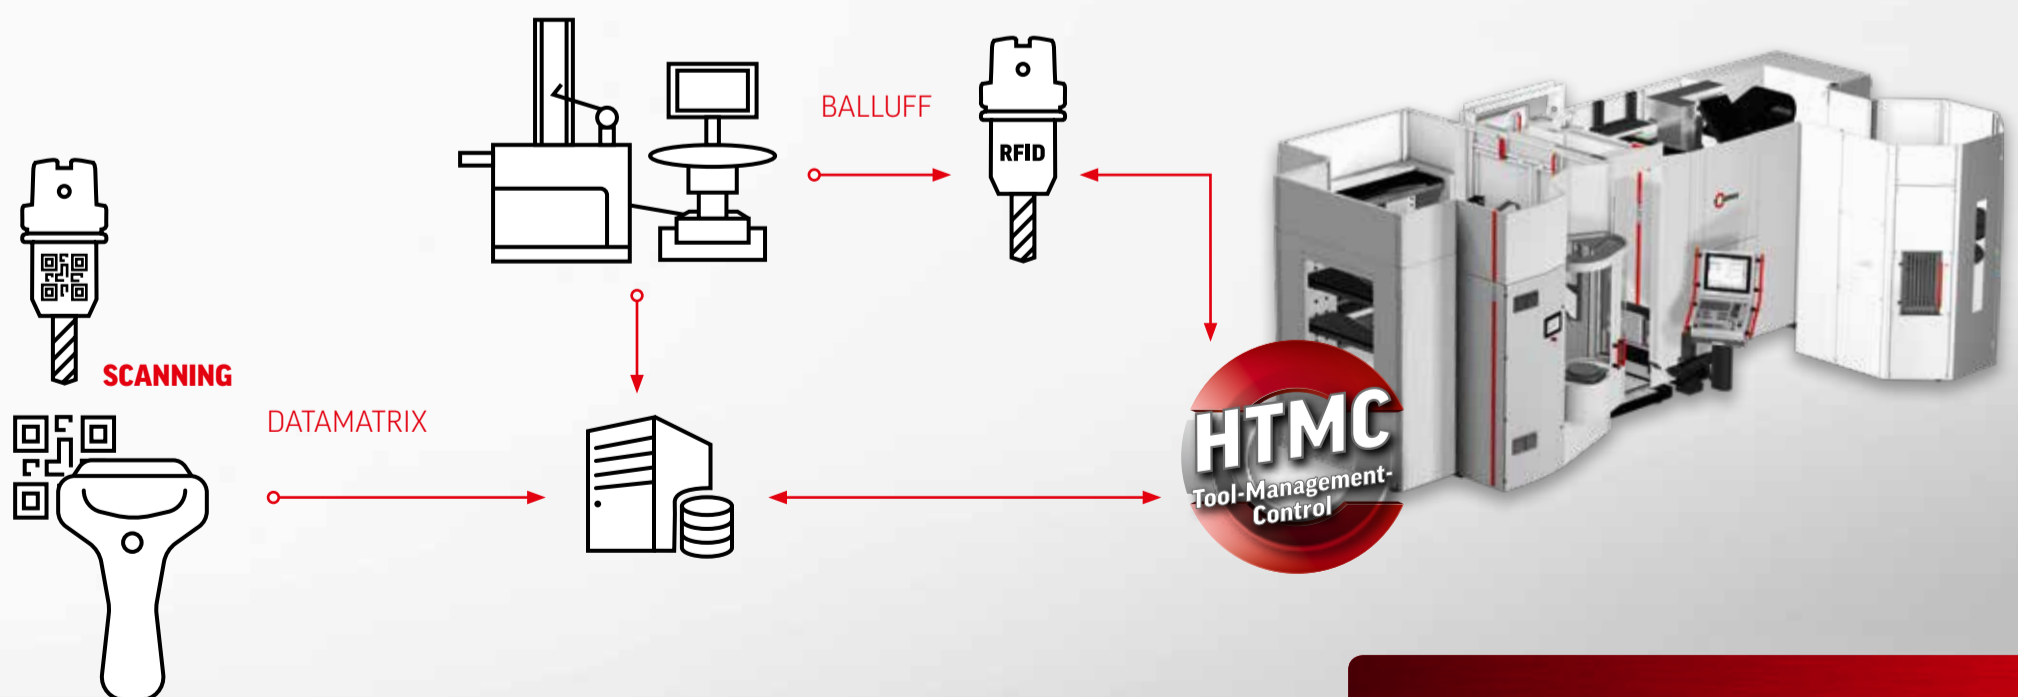 BALLUFF
RFID
SCANNING
DATAMATRIX
HTMC
Tool-Management-
Control